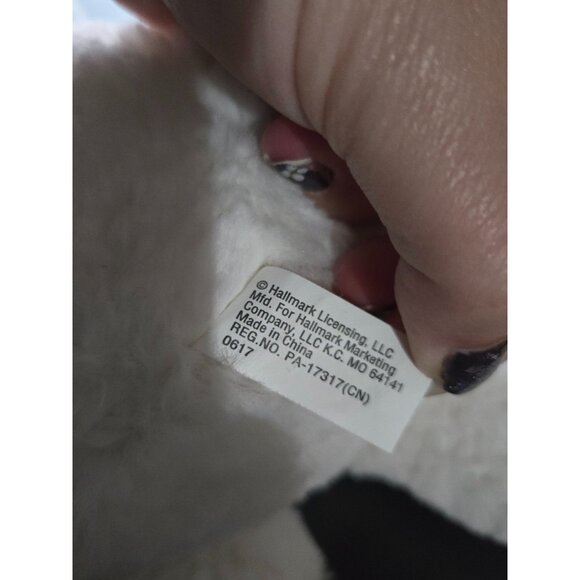 © Hallmark Licensing, LLC
Mfd. For Hallmark Marketing
Company, LLC K.C. MO 64141
Made in China
REG.NO. PA-17317(CN)
0617